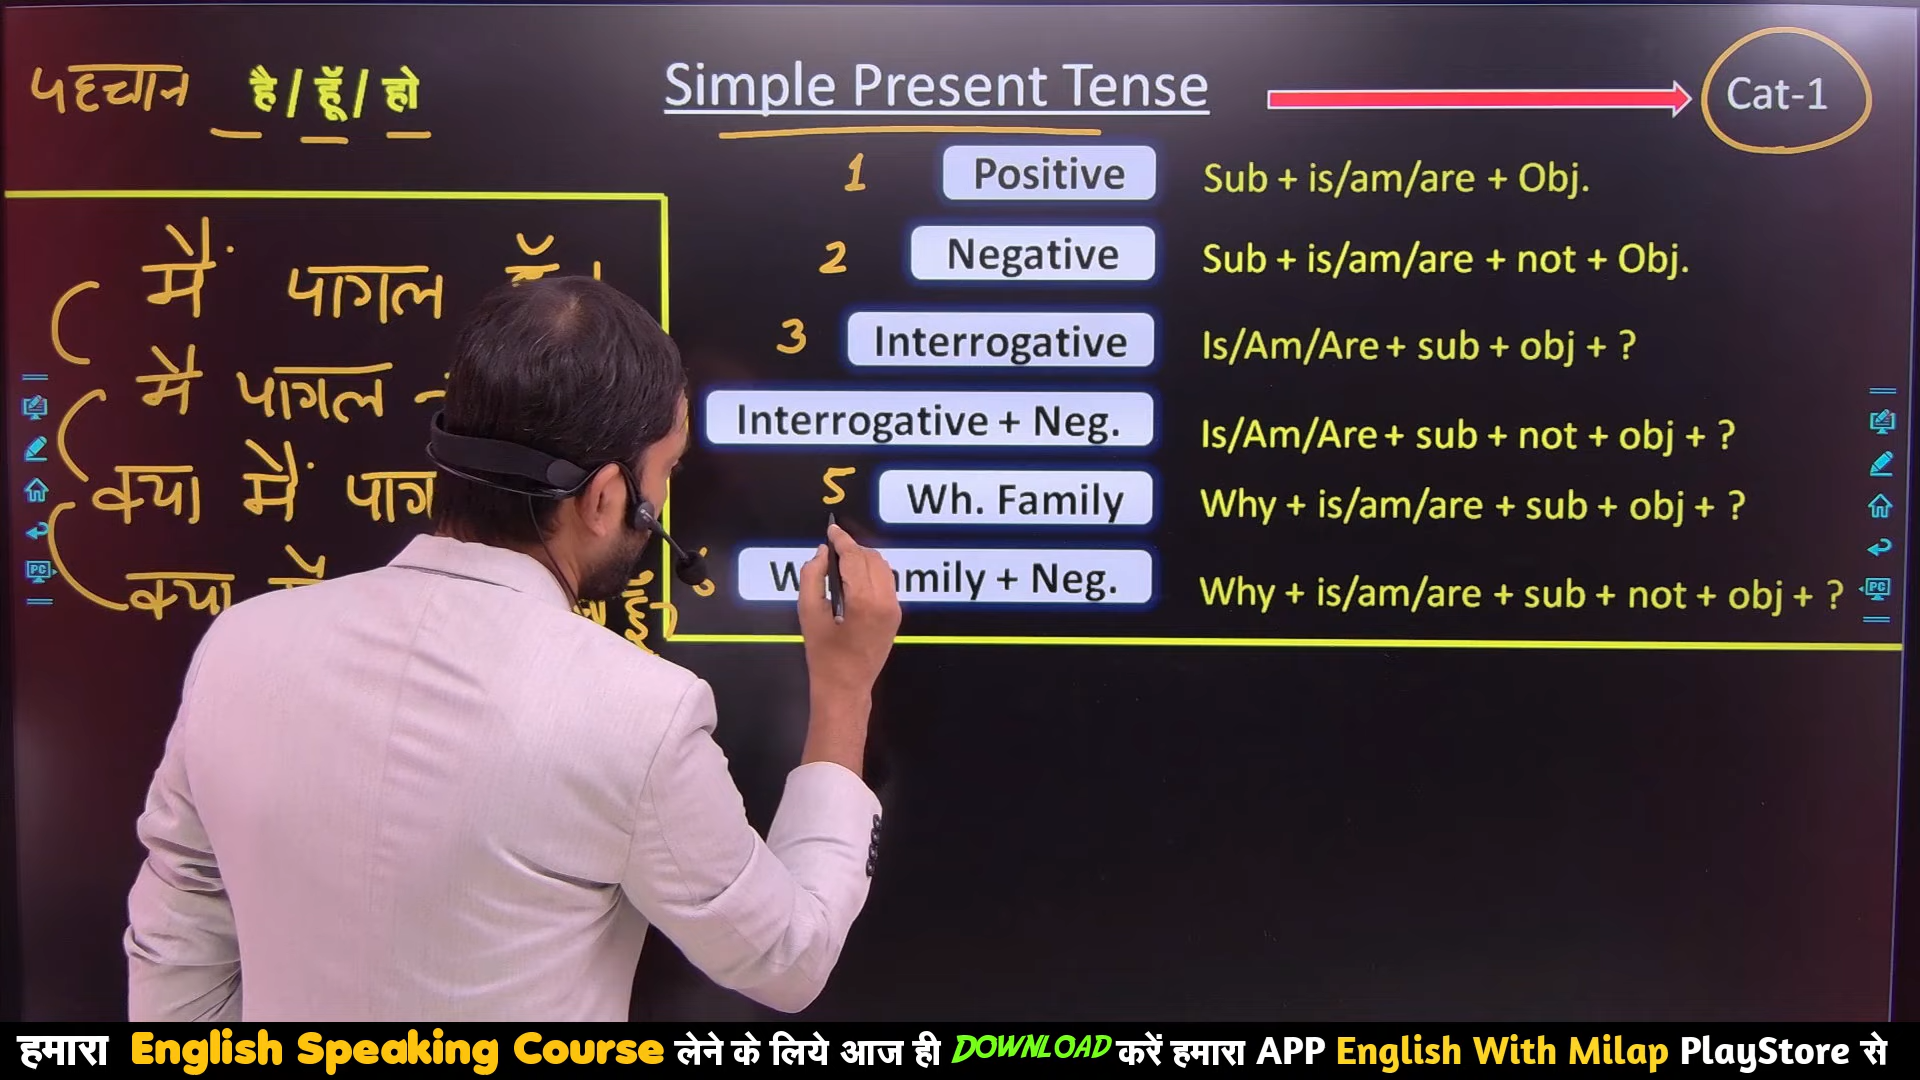 पहचान है / हूँ / हो
Simple Present Tense
Cat-1
1 Positive Sub + is/am/are + Obj.
2 Negative Sub + is/am/are + not + Obj.
3 Interrogative Is/Am/Are + sub + obj + ?
Interrogative + Neg. Is/Am/Are + sub + not + obj + ?
5 Wh. Family Why + is/am/are + sub + obj + ?
6 + Neg. Why + is/am/are + sub + not + obj + ?
मैं पागल
मै पागल
क्या मैं
क्या
हमारा English Speaking Course लेने के लिये आज ही DOWNLOAD करें हमारा APP English With Milap PlayStore से